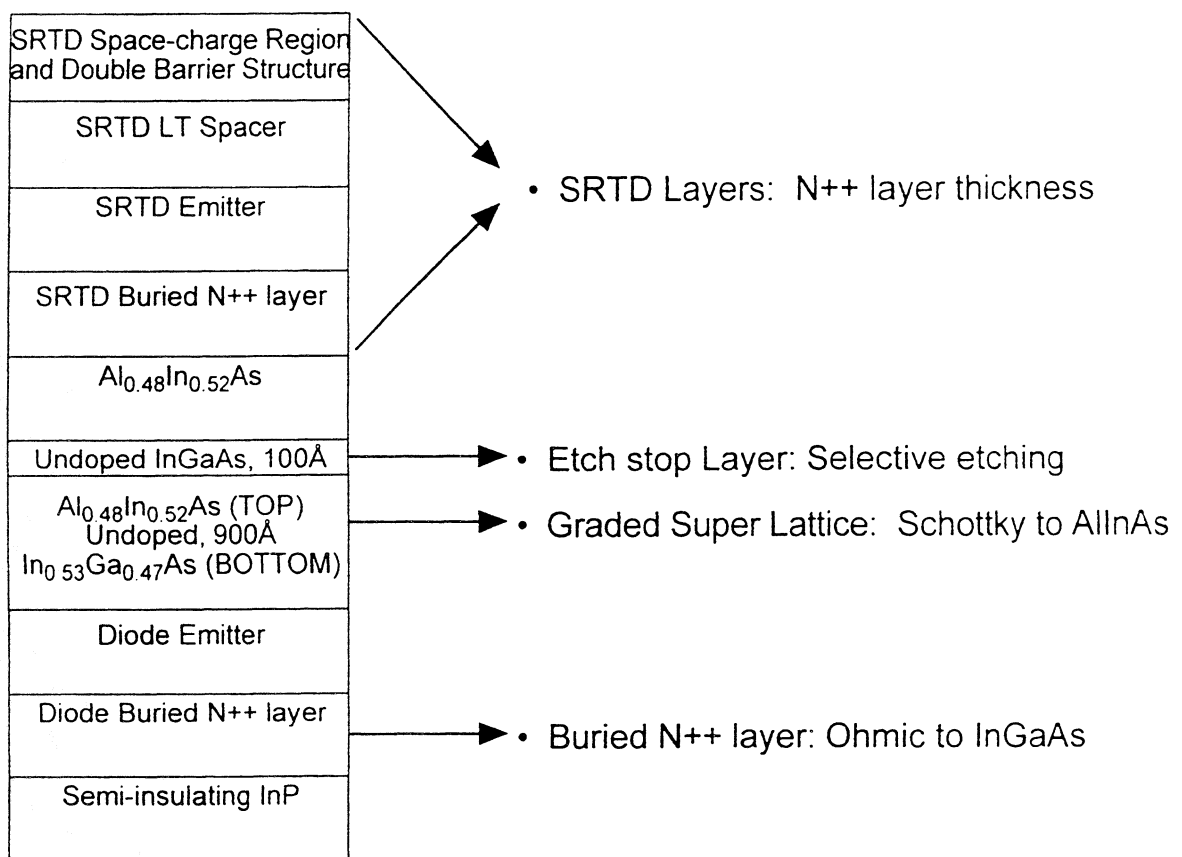 SRTD Space-charge Region
and Double Barrier Structure
SRTD LT Spacer
SRTD Emitter
SRTD Buried N++ layer
Al0.48In0.52As
Undoped InGaAs, 100Å
Al0.48In0.52As (TOP)
Undoped, 900Å
In0.53Ga0.47As (BOTTOM)
Diode Emitter
Diode Buried N++ layer
Semi-insulating InP
• SRTD Layers: N++ layer thickness
• Etch stop Layer: Selective etching
• Graded Super Lattice: Schottky to AlInAs
• Buried N++ layer: Ohmic to InGaAs